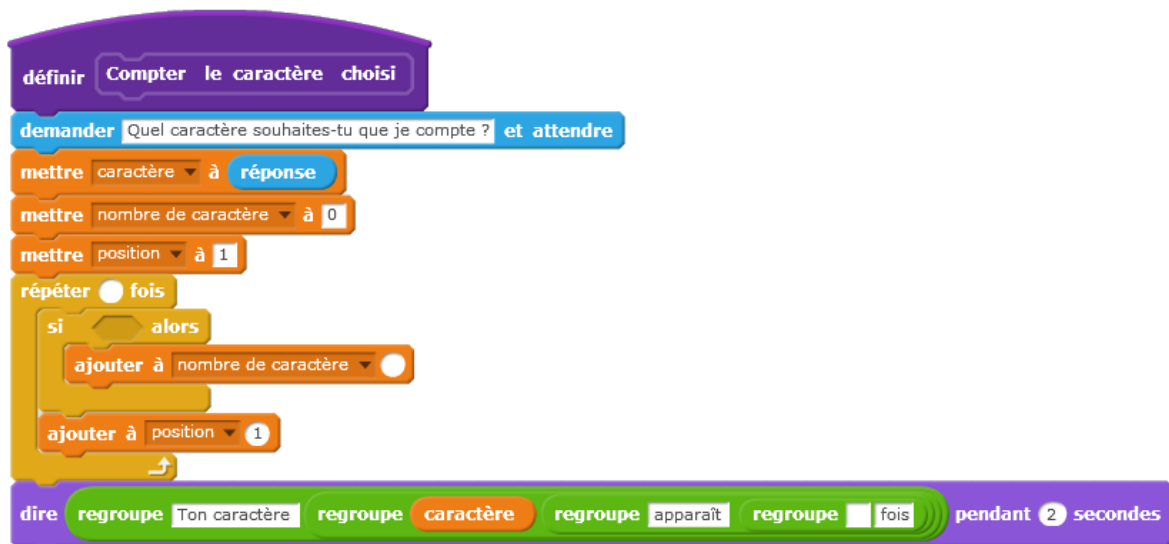 définir Compter le caractère choisi
demander Quel caractère souhaites-tu que je compte ? et attendre
mettre caractère à réponse
mettre nombre de caractère à 0
mettre position à 1
répéter fois
si alors
ajouter à nombre de caractère
ajouter à position 1
dire regroupe Ton caractère regroupe caractère regroupe apparaît regroupe fois pendant 2 secondes